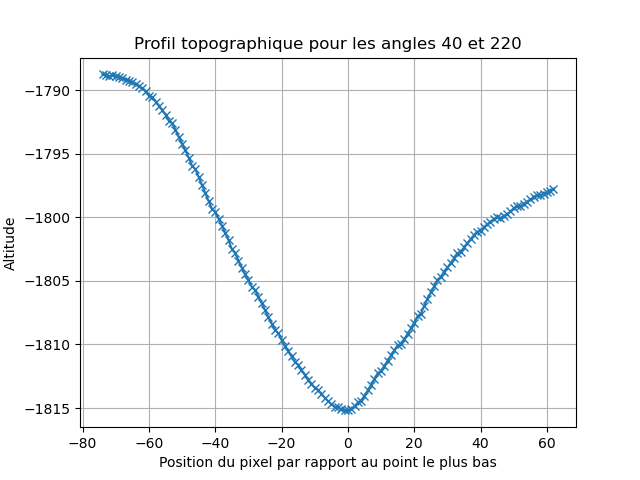 Profil topographique pour les angles 40 et 220
−1790
−1795
−1800
−1805
−1810
−1815
Altitude
−80 −60 −40 −20 0 20 40 60
Position du pixel par rapport au point le plus bas